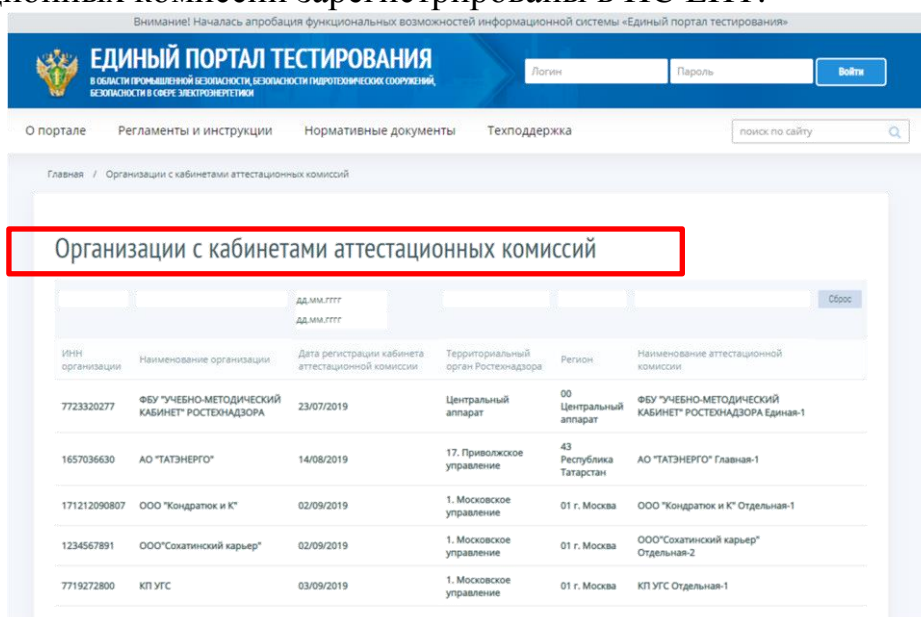 ционных комиссий зарегистрированы в ИС ЕПТ:
Внимание! Началась апробация функциональных возможностей информационной системы «Единый портал тестирования»
ЕДИНЫЙ ПОРТАЛ ТЕСТИРОВАНИЯ
В ОБЛАСТИ ПРОМЫШЛЕННОЙ БЕЗОПАСНОСТИ, БЕЗОПАСНОСТИ ГИДРОТЕХНИЧЕСКИХ СООРУЖЕНИЙ,
БЕЗОПАСНОСТИ В СФЕРЕ ЭЛЕКТРОЭНЕРГЕТИКИ
Логин Пароль Войти
О портале Регламенты и инструкции Нормативные документы Техподдержка поиск по сайту
Главная / Организации с кабинетами аттестационных комиссий
Организации с кабинетами аттестационных комиссий
дд.мм.гггг Сброс
дд.мм.гггг
ИНН организации Наименование организации Дата регистрации кабинета аттестационной комиссии Территориальный орган Ростехнадзора Регион Наименование аттестационной комиссии
7723320277 ФБУ "УЧЕБНО-МЕТОДИЧЕСКИЙ КАБИНЕТ" РОСТЕХНАДЗОРА 23/07/2019 Центральный аппарат 00 Центральный аппарат ФБУ "УЧЕБНО-МЕТОДИЧЕСКИЙ КАБИНЕТ" РОСТЕХНАДЗОРА Единая-1
1657036630 АО "ТАТЭНЕРГО" 14/08/2019 17. Приволжское управление 43 Республика Татарстан АО "ТАТЭНЕРГО" Главная-1
171212090807 ООО "Кондратюк и К" 02/09/2019 1. Московское управление 01 г. Москва ООО "Кондратюк и К" Отдельная-1
1234567891 ООО"Сохатинский карьер" 02/09/2019 1. Московское управление 01 г. Москва ООО"Сохатинский карьер" Отдельная-2
7719272800 КП УГС 03/09/2019 1. Московское управление 01 г. Москва КП УГС Отдельная-1